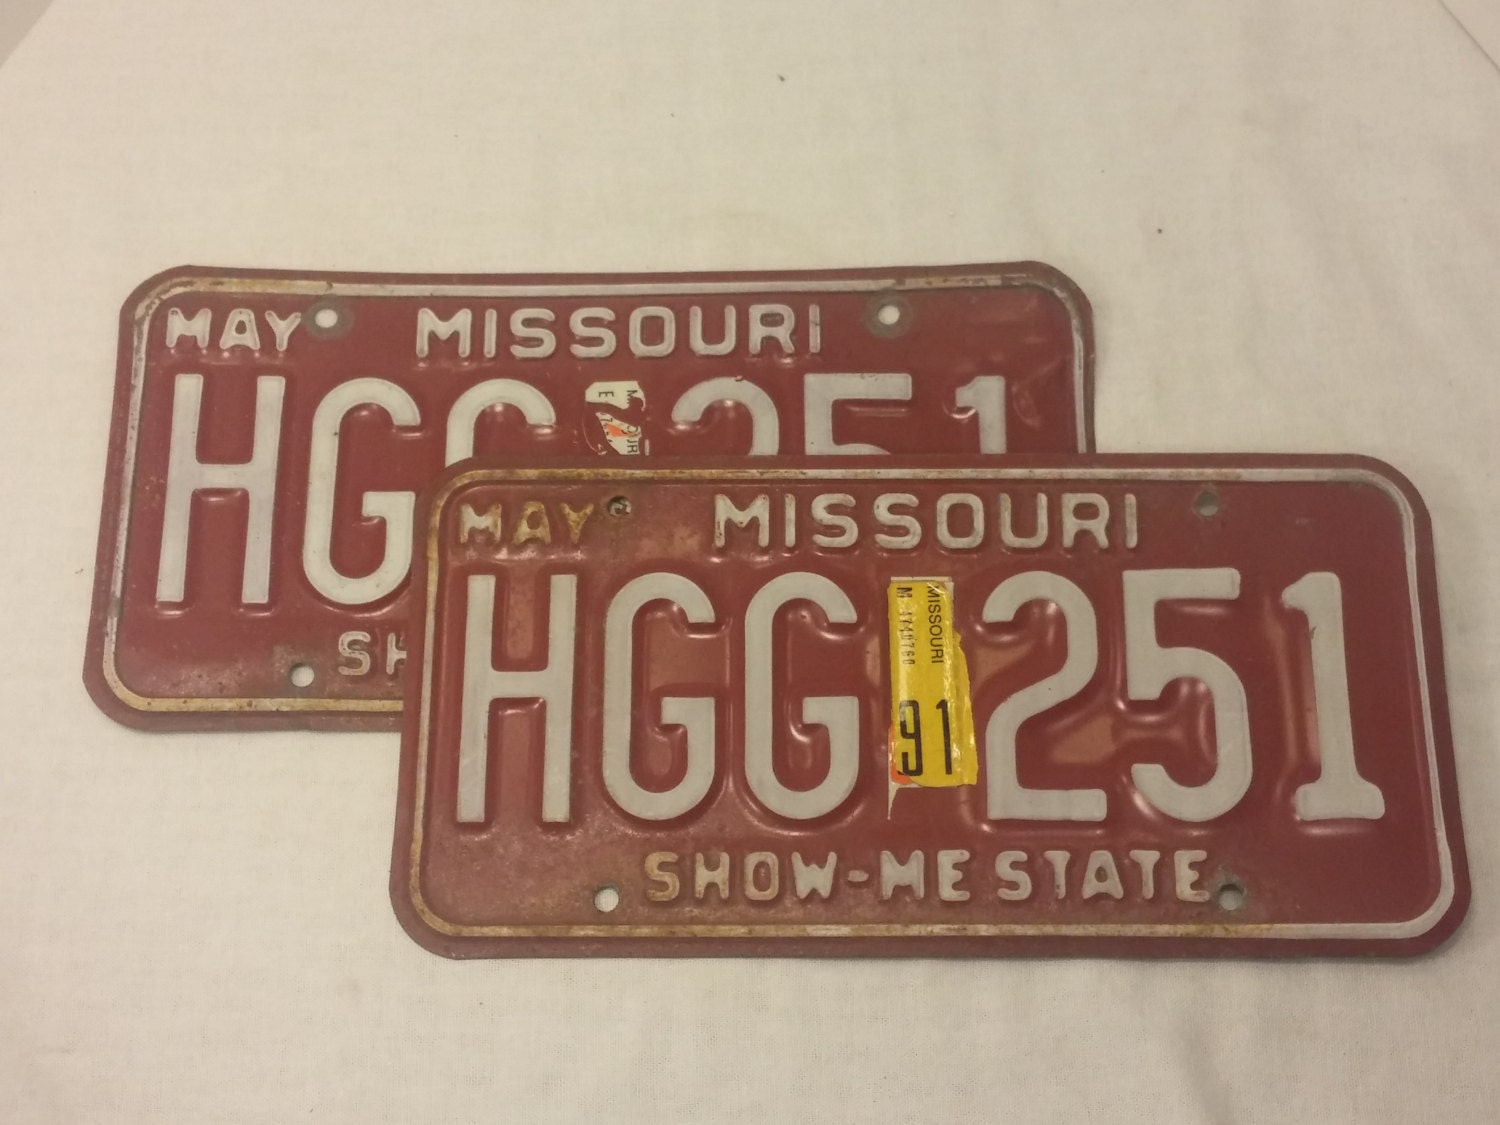 MAY MISSOURI
HGG 251
SH
MAY MISSOURI
HGG 251
MISSOURI
91
SHOW-ME STATE